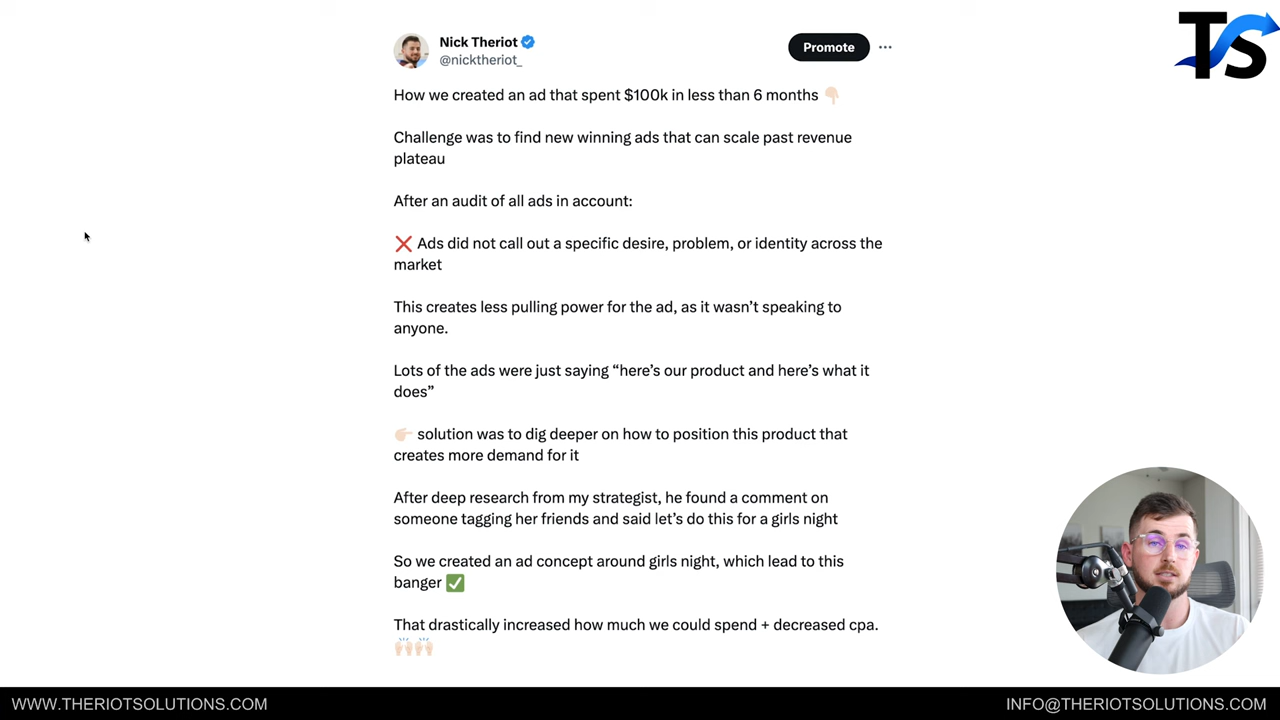 Nick Theriot
@nicktheriot_
Promote
TS
How we created an ad that spent $100k in less than 6 months 👇🏻
Challenge was to find new winning ads that can scale past revenue
plateau
After an audit of all ads in account:
❌ Ads did not call out a specific desire, problem, or identity across the
market
This creates less pulling power for the ad, as it wasn’t speaking to
anyone.
Lots of the ads were just saying “here’s our product and here’s what it
does”
👉🏻 solution was to dig deeper on how to position this product that
creates more demand for it
After deep research from my strategist, he found a comment on
someone tagging her friends and said let’s do this for a girls night
So we created an ad concept around girls night, which lead to this
banger ✅
That drastically increased how much we could spend + decreased cpa.
🙌🏻🙌🏻
WWW.THERIOTSOLUTIONS.COM
INFO@THERIOTSOLUTIONS.COM